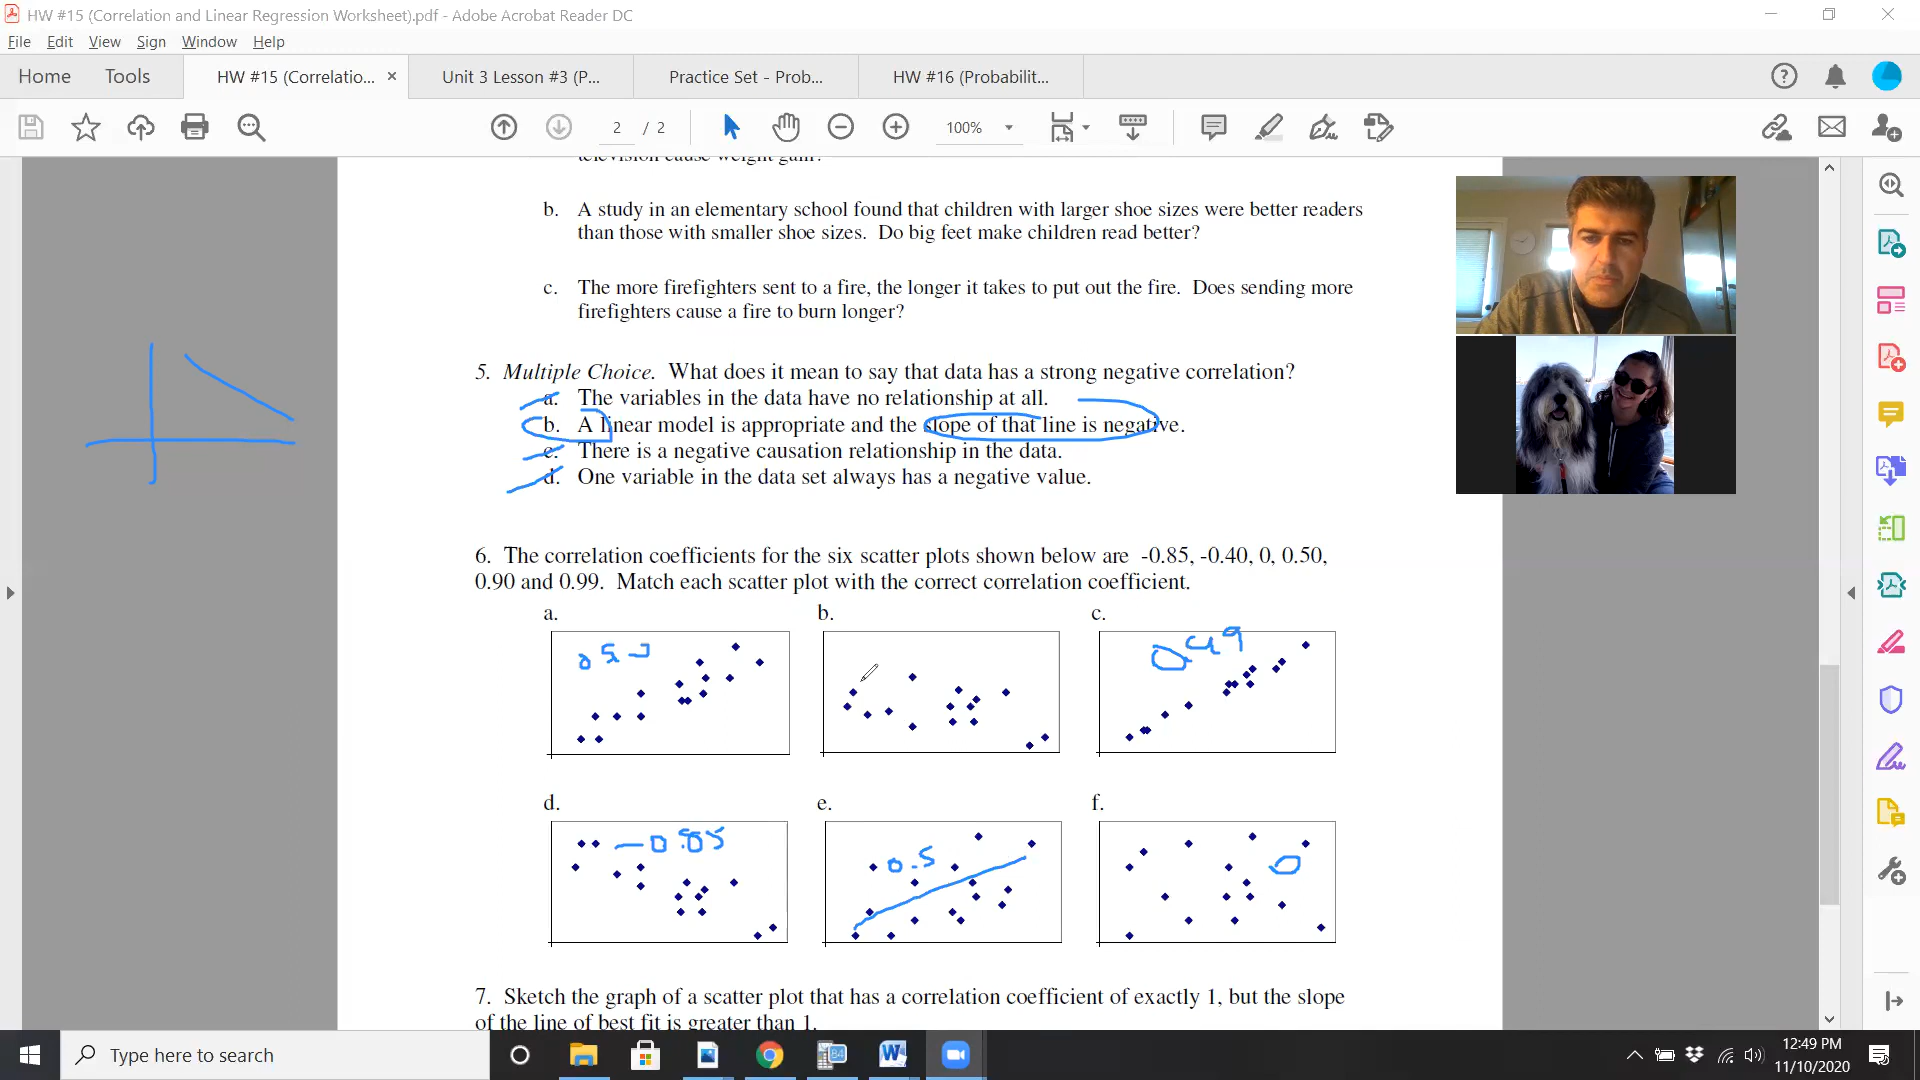 HW #15 (Correlation and Linear Regression Worksheet).pdf - Adobe Acrobat Reader DC
File Edit View Sign Window Help
Home Tools HW #15 (Correlatio... × Unit 3 Lesson #3 (P... Practice Set - Prob... HW #16 (Probabilit...
2 / 2 100%
television cause weight gain?
b. A study in an elementary school found that children with larger shoe sizes were better readers
than those with smaller shoe sizes. Do big feet make children read better?
c. The more firefighters sent to a fire, the longer it takes to put out the fire. Does sending more
firefighters cause a fire to burn longer?
5. Multiple Choice. What does it mean to say that data has a strong negative correlation?
a. The variables in the data have no relationship at all.
b. A linear model is appropriate and the slope of that line is negative.
c. There is a negative causation relationship in the data.
d. One variable in the data set always has a negative value.
6. The correlation coefficients for the six scatter plots shown below are -0.85, -0.40, 0, 0.50,
0.90 and 0.99. Match each scatter plot with the correct correlation coefficient.
a. b. c.
d. e. f.
-0.85 0.5 0
7. Sketch the graph of a scatter plot that has a correlation coefficient of exactly 1, but the slope
of the line of best fit is greater than 1.
Type here to search
12:49 PM
11/10/2020